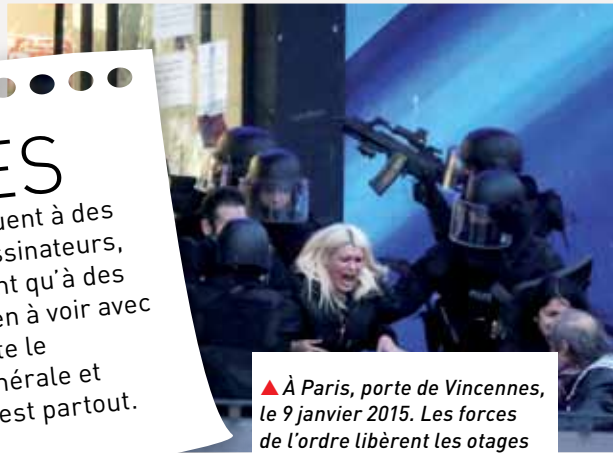 ES
uent à des
ssinateurs,
nt qu'à des
en à voir avec
te le
nérale et
est partout.
▲ À Paris, porte de Vincennes,
le 9 janvier 2015. Les forces
de l'ordre libèrent les otages